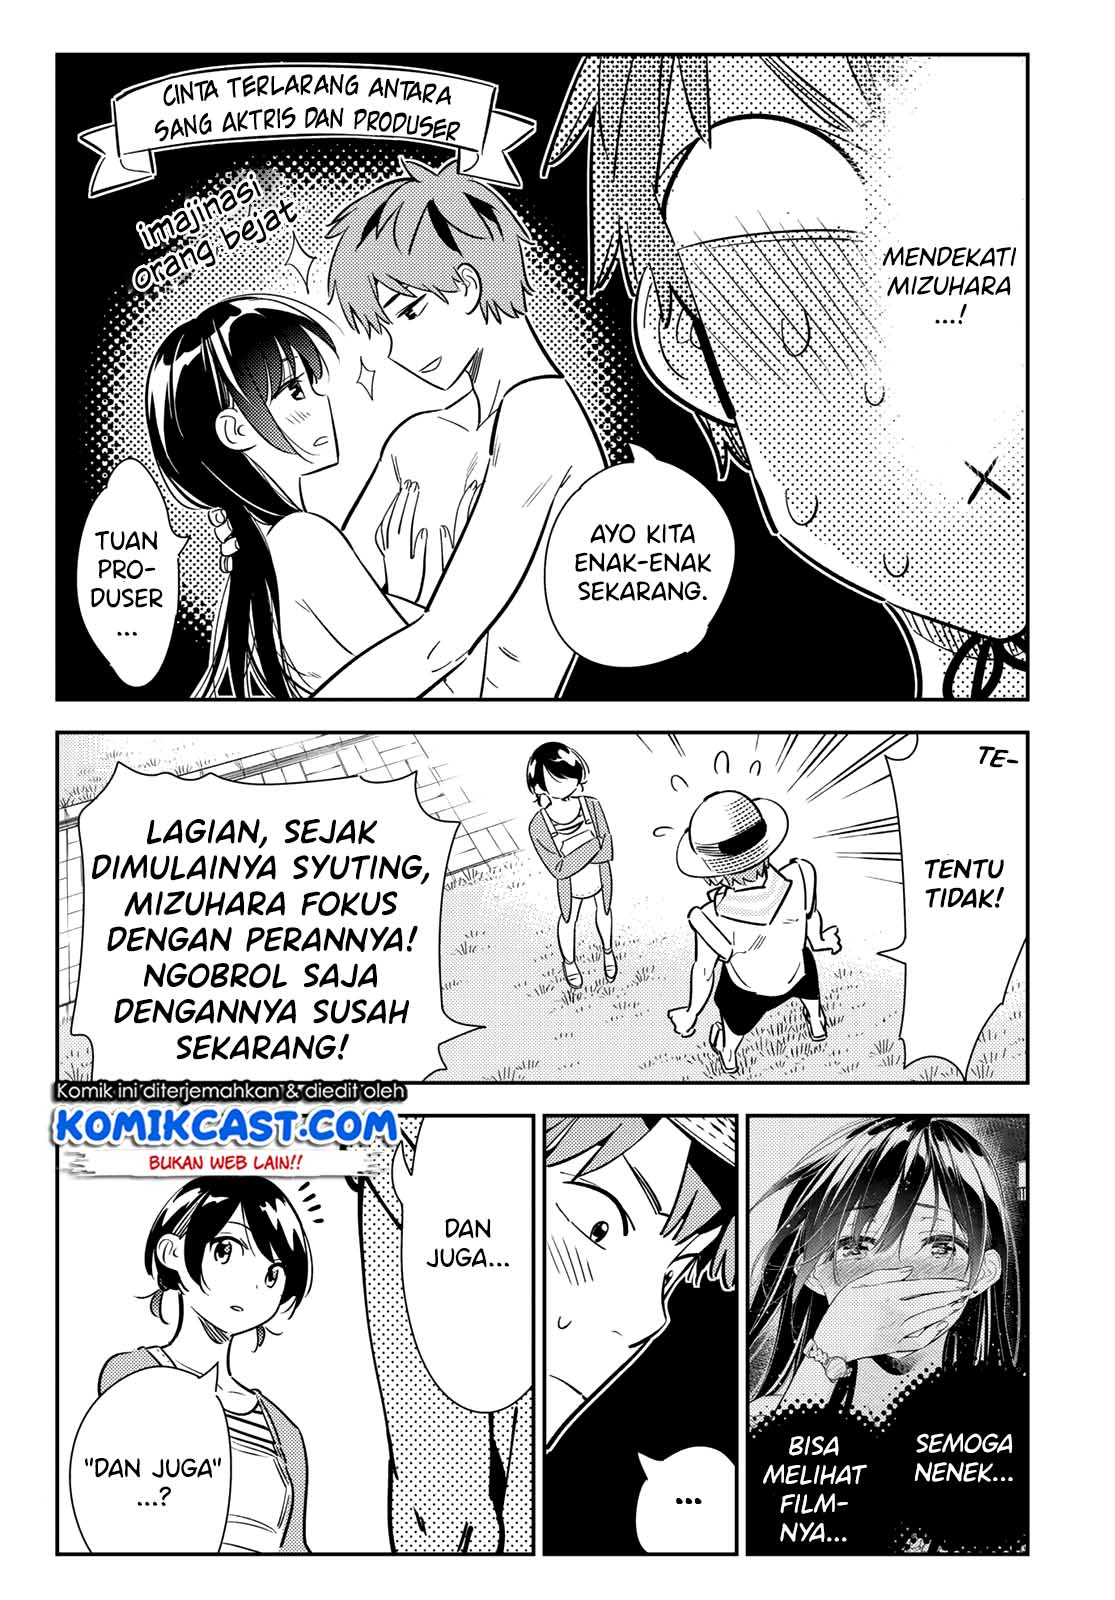 MENDEKATI
MIZUHARA
...!
CINTA TERLARANG ANTARA
SANG AKTRIS DAN PRODUSER
imajinasi
orang bejat
AYO KITA
ENAK-ENAK
SEKARANG.
TUAN
PRO-
DUSER
...
TE-
TENTU
TIDAK!
LAGIAN, SEJAK
DIMULAINYA SYUTING,
MIZUHARA FOKUS
DENGAN PERANNYA!
NGOBROL SAJA
DENGANNYA SUSAH
SEKARANG!
Komik ini diterjemahkan & diedit oleh
KOMIKCAST.COM
BUKAN WEB LAIN!!
SEMOGA
NENEK...
BISA
MELIHAT
FILM-
NYA...
...
DAN
JUGA...
"DAN JUGA"
...?